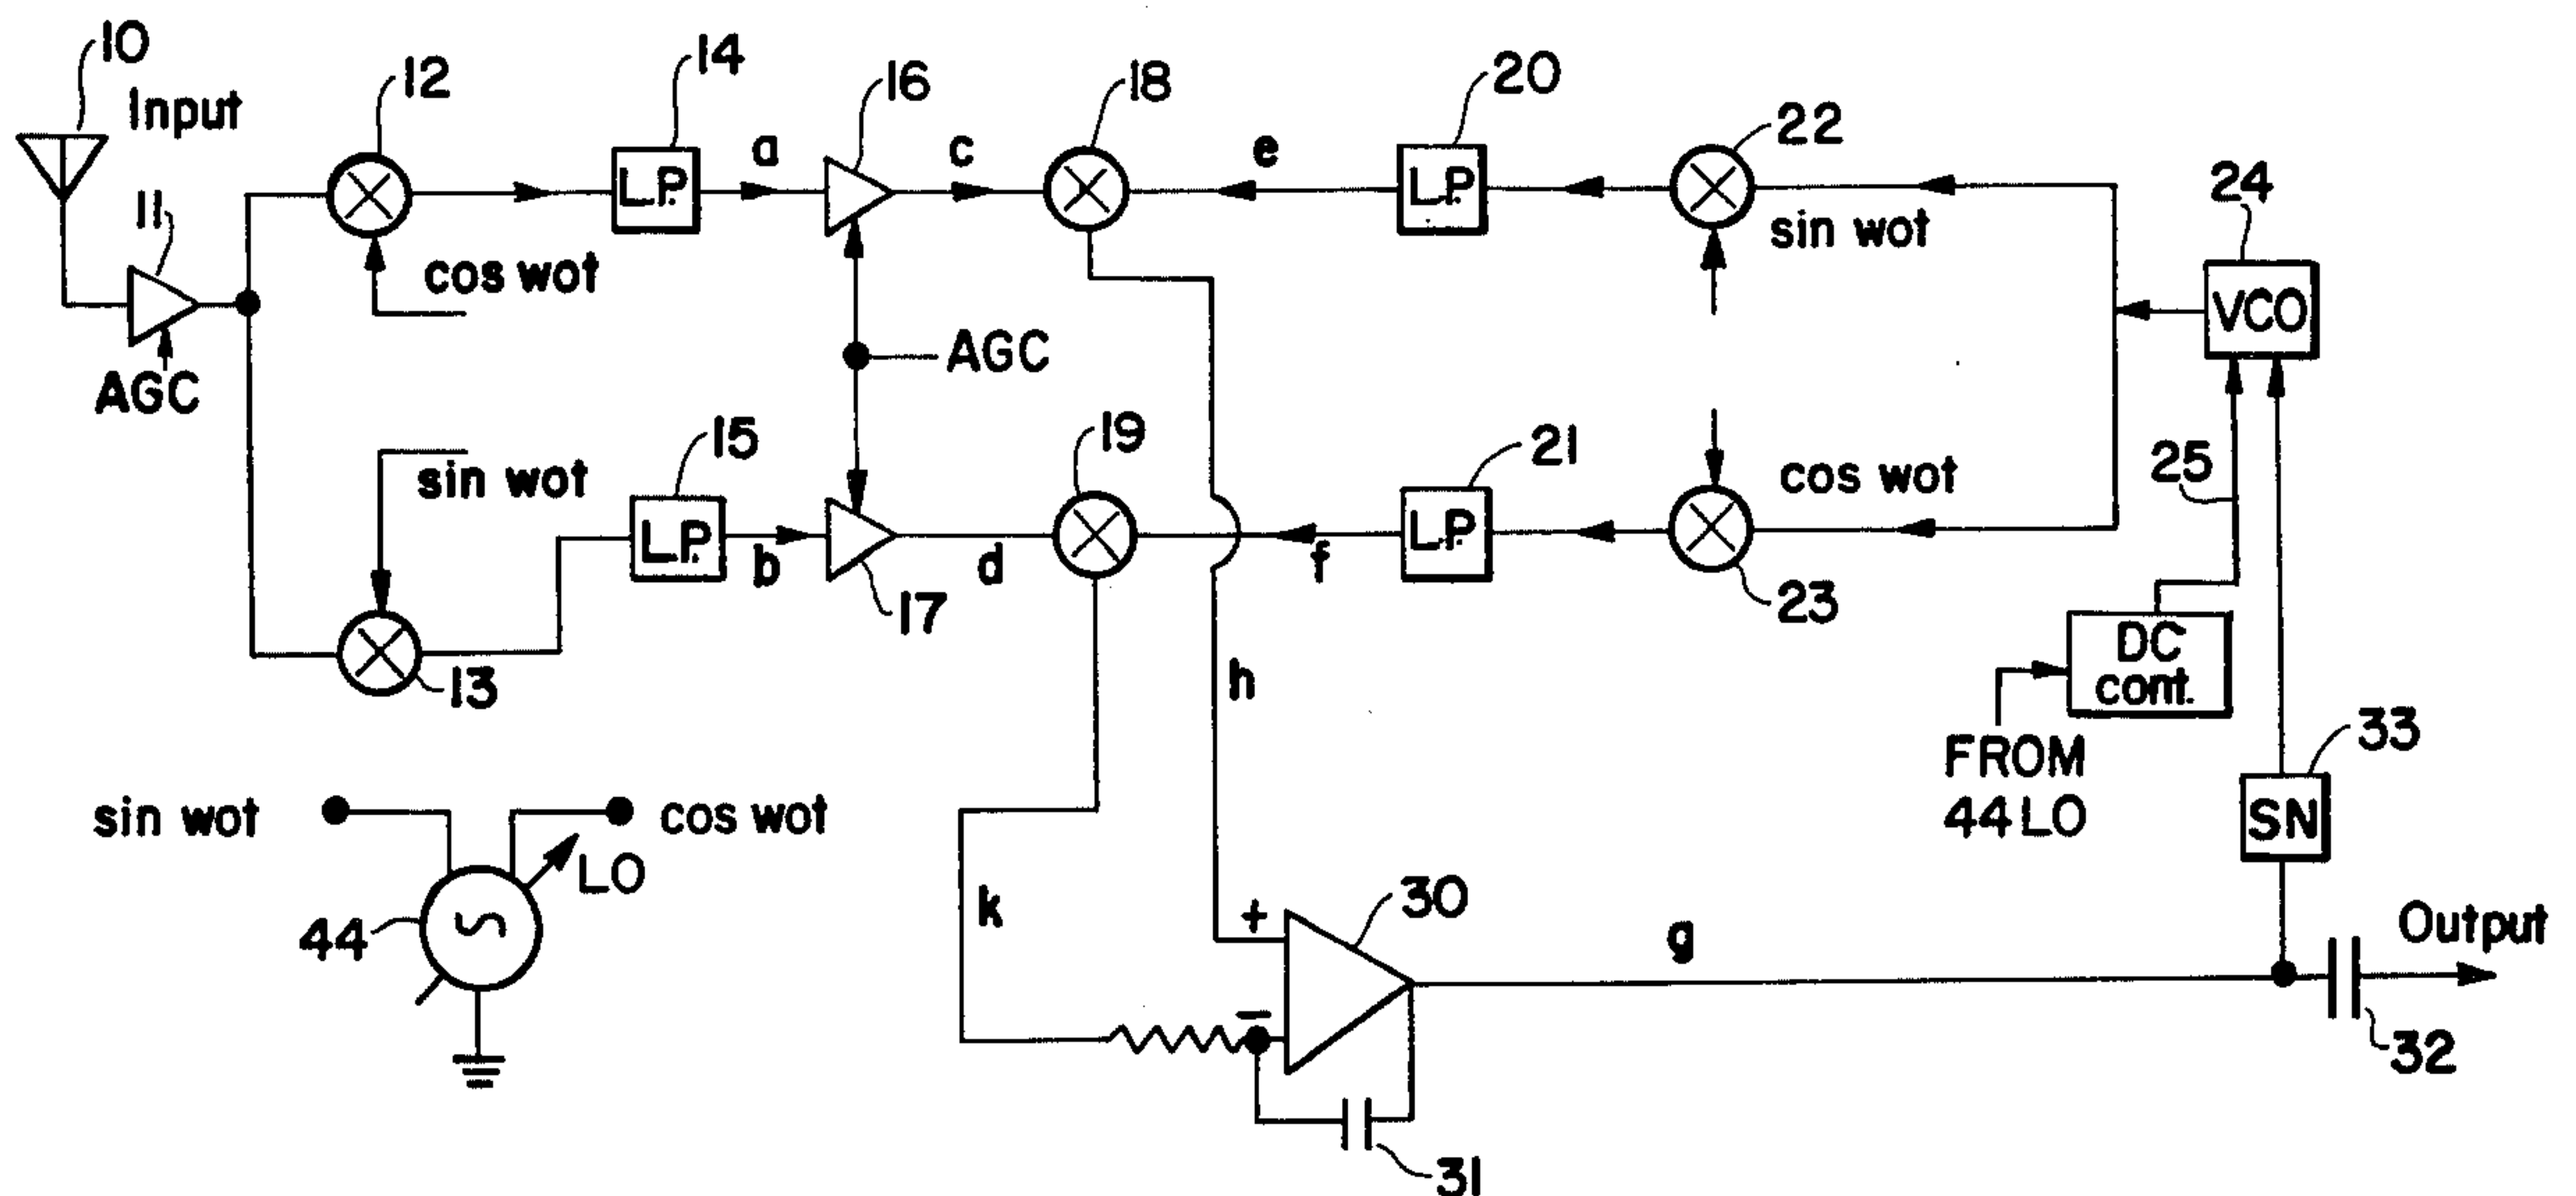 10
Input
12
14
16
18
20
22
24
11
a
c
e
L.P.
L.P.
sin wot
VCO
cos wot
AGC
AGC
15
19
21
25
sin wot
cos wot
L.P.
b
d
f
L.P.
17
23
13
h
DC
cont.
33
FROM
44 LO
SN
sin wot
cos wot
LO
44
k
+
30
g
Output
−
32
31